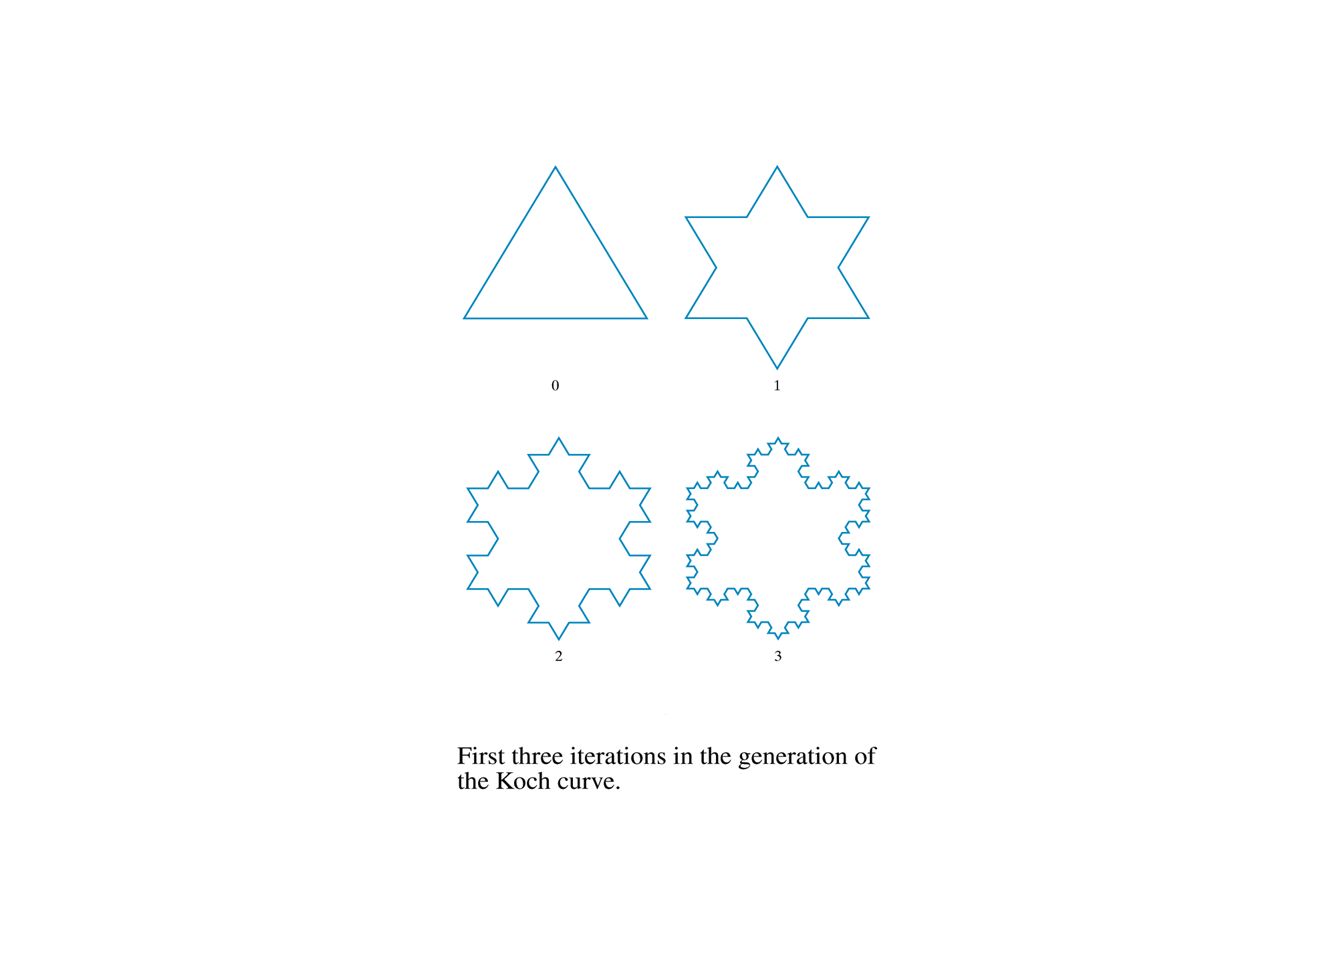 0
1
2
3
First three iterations in the generation of
the Koch curve.